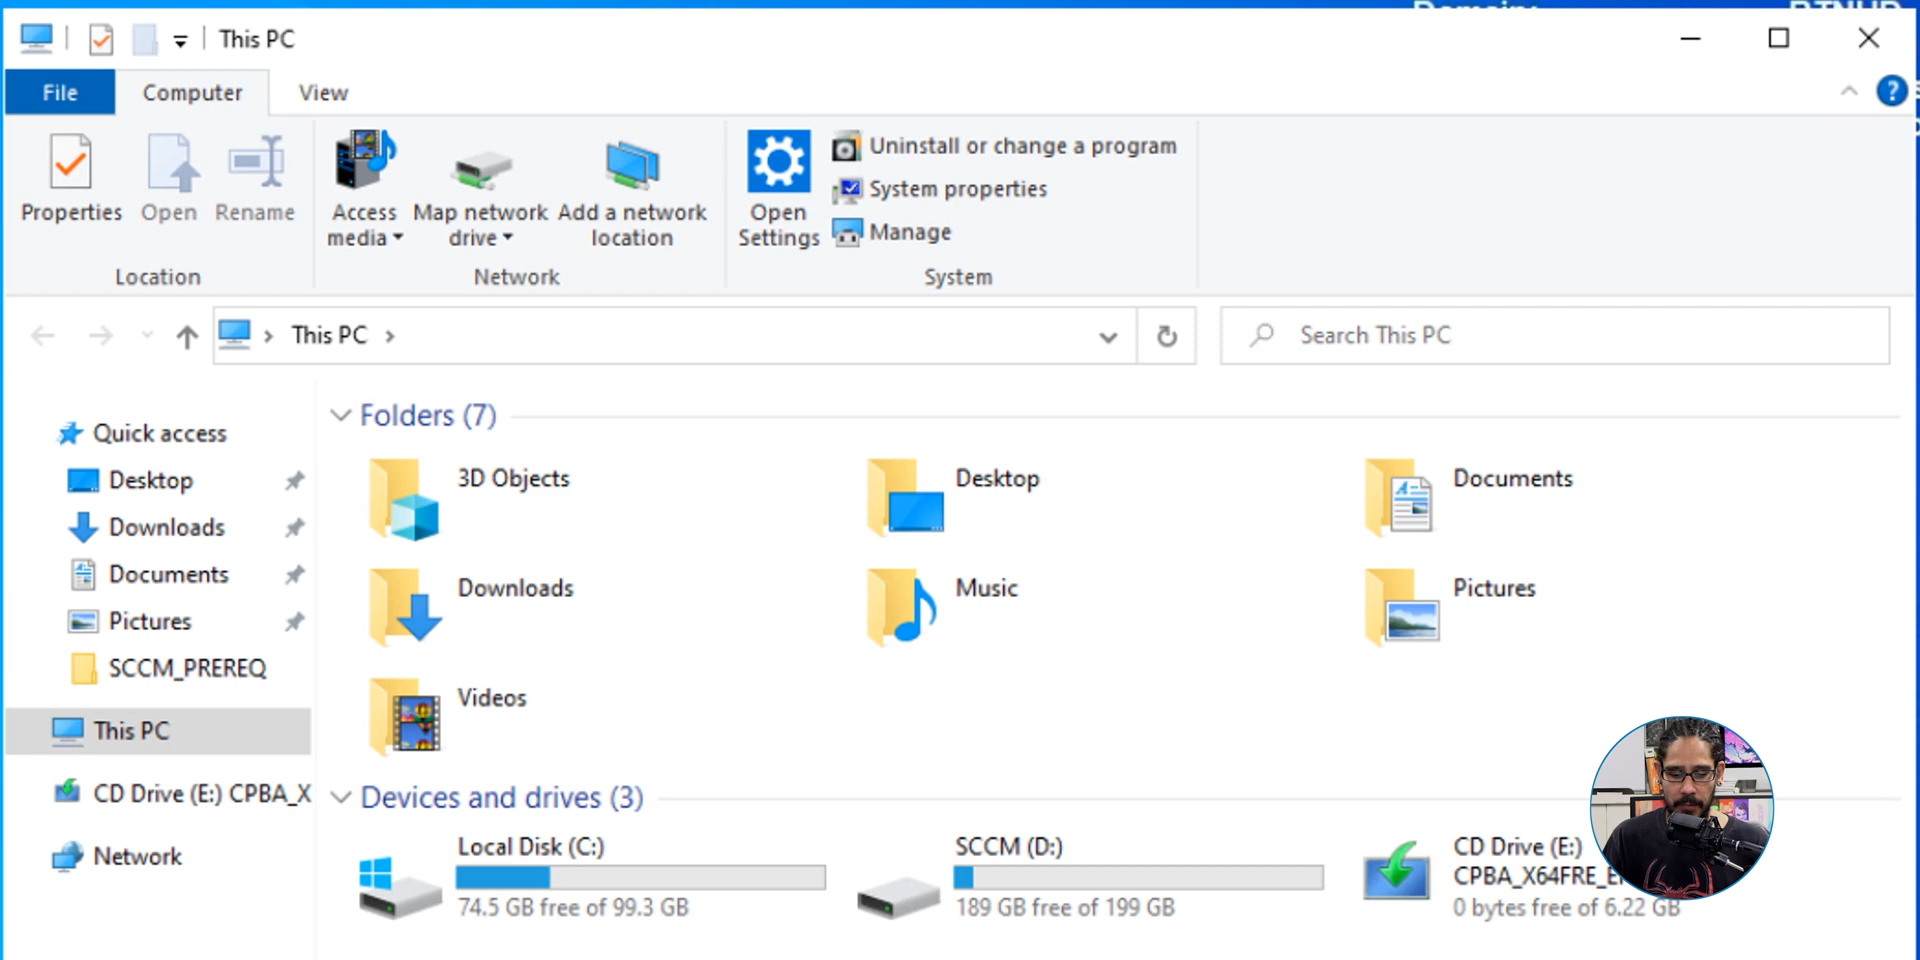 This PC
File
Computer
View
Properties
Open
Rename
Location
Access
media
Map network
drive
Add a network
location
Network
Open
Settings
Uninstall or change a program
System properties
Manage
System
This PC
Search This PC
Quick access
Desktop
Downloads
Documents
Pictures
SCCM_PREREQ
This PC
CD Drive (E:) CPBA_X
Network
Folders (7)
3D Objects
Desktop
Documents
Downloads
Music
Pictures
Videos
Devices and drives (3)
Local Disk (C:)
74.5 GB free of 99.3 GB
SCCM (D:)
189 GB free of 199 GB
CD Drive (E:)
CPBA_X64FRE_E
0 bytes free of 6.22 GB